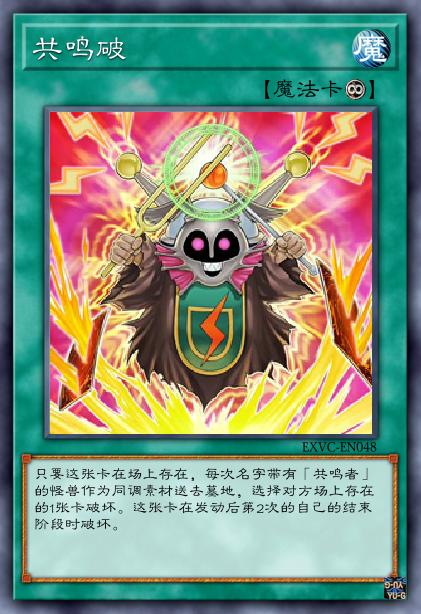 共鸣破
魔
【魔法卡♾】
EXVC-EN048
只要这张卡在场上存在，每次名字带有「共鸣者」
的怪兽作为同调素材送去墓地，选择对方场上存在
的1张卡破坏。这张卡在发动后第2次的自己的结束
阶段时破坏。